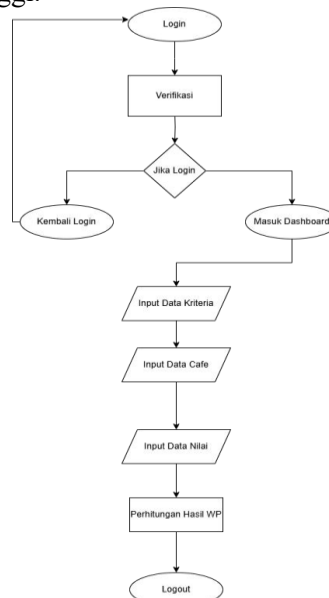 Login
Verifikasi
Jika Login
Kembali Login
Masuk Dashboard
Input Data Kriteria
Input Data Cafe
Input Data Nilai
Perhitungan Hasil WP
Logout